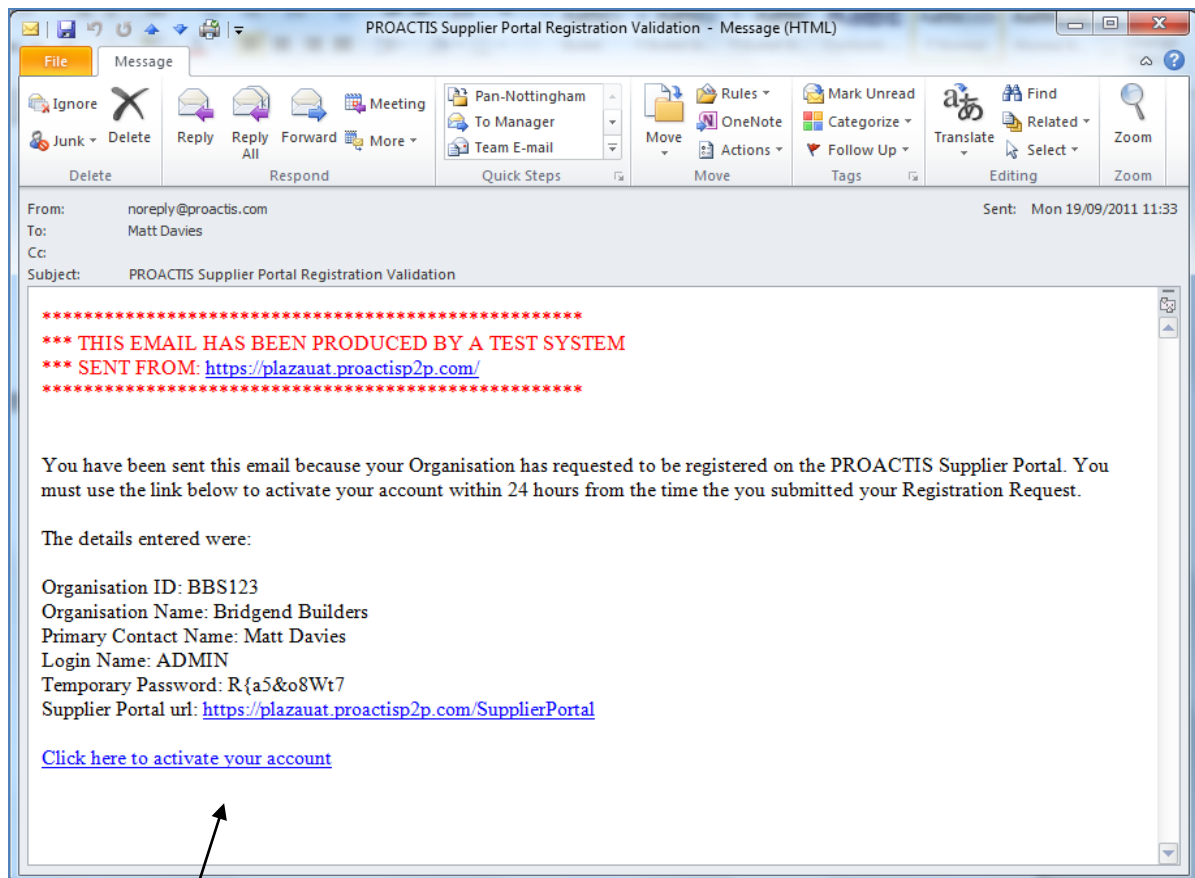 PROACTIS Supplier Portal Registration Validation - Message (HTML)
File Message
Ignore
Junk
Delete
Reply
Reply All
Forward
Meeting
More
Pan-Nottingham
To Manager
Team E-mail
Move
Rules
OneNote
Actions
Mark Unread
Categorize
Follow Up
Translate
Find
Related
Select
Zoom
Delete Respond Quick Steps Move Tags Editing Zoom
From: noreply@proactis.com Sent: Mon 19/09/2011 11:33
To: Matt Davies
Cc:
Subject: PROACTIS Supplier Portal Registration Validation
****************************************************
*** THIS EMAIL HAS BEEN PRODUCED BY A TEST SYSTEM
*** SENT FROM: https://plazauat.proactisp2p.com/
****************************************************
You have been sent this email because your Organisation has requested to be registered on the PROACTIS Supplier Portal. You
must use the link below to activate your account within 24 hours from the time the you submitted your Registration Request.
The details entered were:
Organisation ID: BBS123
Organisation Name: Bridgend Builders
Primary Contact Name: Matt Davies
Login Name: ADMIN
Temporary Password: R{a5&o8Wt7
Supplier Portal url: https://plazauat.proactisp2p.com/SupplierPortal
Click here to activate your account